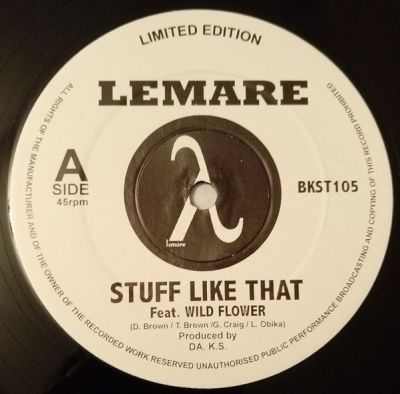 LIMITED EDITION
LEMARE
A
SIDE
45rpm
BKST105
λ
lemare
STUFF LIKE THAT
Feat. WILD FLOWER
(D. Brown / T. Brown /G. Craig / L. Obika)
Produced by
DA. K.S.
ALL RIGHTS OF THE MANUFACTURER AND OF THE OWNER OF THE RECORDED WORK RESERVED UNAUTHORISED PUBLIC PERFORMANCE BROADCASTING AND COPYING OF THIS RECORD PROHIBITED